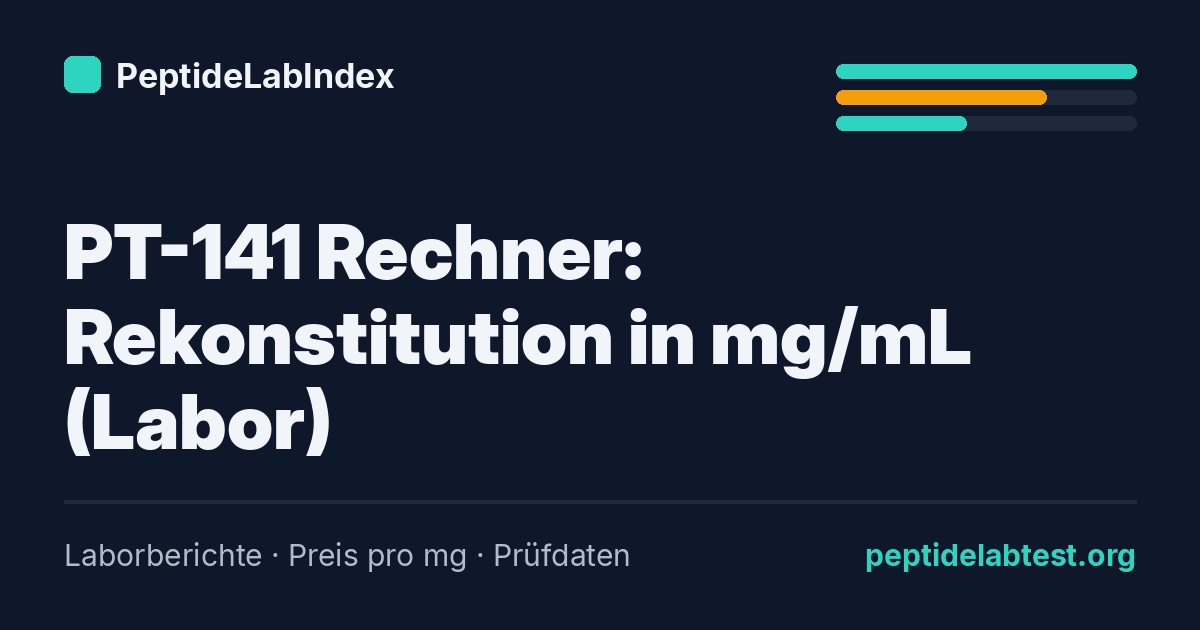 PeptideLabIndex
PT-141 Rechner:
Rekonstitution in mg/mL
(Labor)
Laborberichte · Preis pro mg · Prüfdaten
peptidelabtest.org